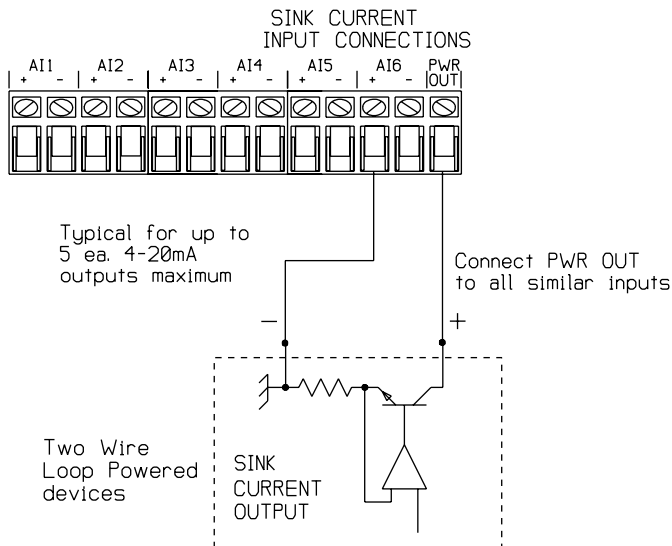 SINK CURRENT
INPUT CONNECTIONS
AI1 AI2 AI3 AI4 AI5 AI6 PWR
+ - + - + - + - + - + - OUT
Typical for up to
5 ea. 4-20mA
outputs maximum
Connect PWR OUT
to all similar inputs
- +
Two Wire
Loop Powered
devices
SINK
CURRENT
OUTPUT